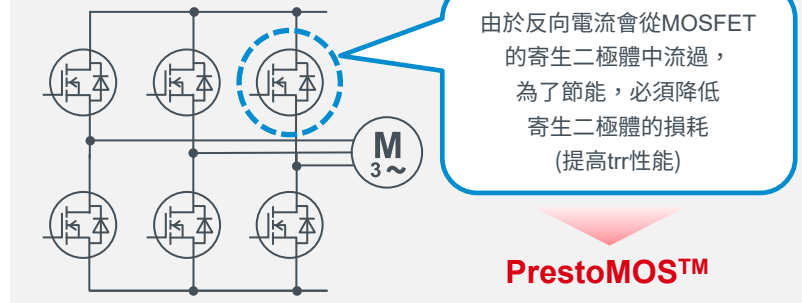 由於反向電流會從MOSFET
的寄生二極體中流過，
為了節能，必須降低
寄生二極體的損耗
(提高trr性能)
M
3～
PrestoMOS™